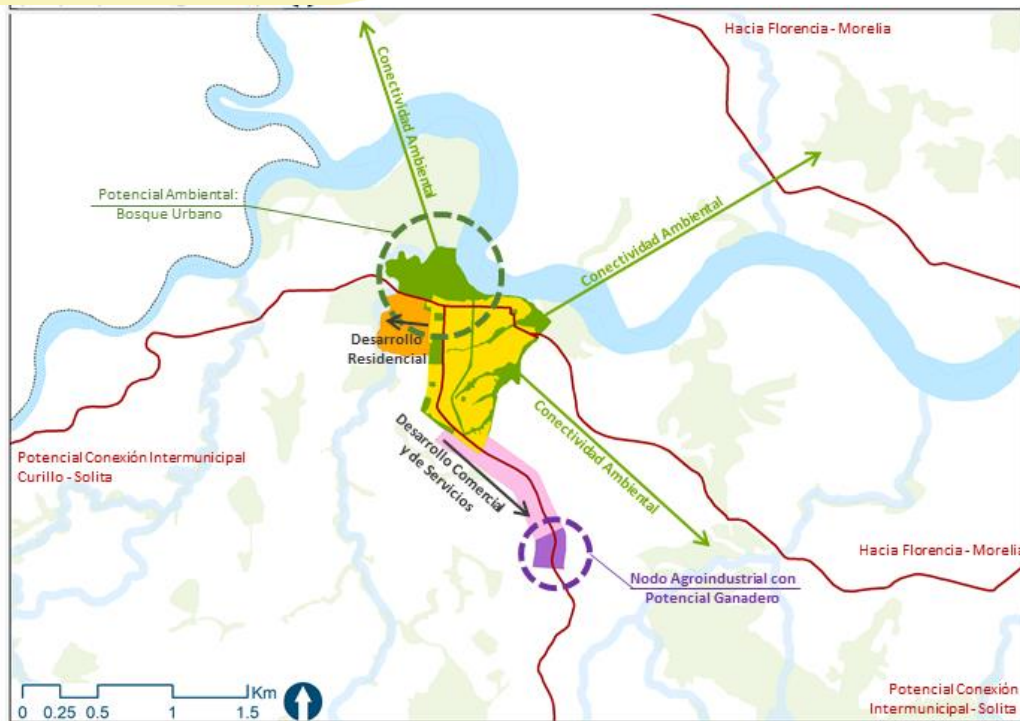 Hacia Florencia - Morelia
Conectividad Ambiental
Potencial Ambiental:
Bosque Urbano
Conectividad Ambiental
Desarrollo
Residencial
Conectividad Ambiental
Desarrollo Comercial
y de Servicios
Potencial Conexión Intermunicipal
Curillo - Solita
Hacia Florencia - Morelia
Nodo Agroindustrial con
Potencial Ganadero
Potencial Conexión
Intermunicipal - Solita
Km
0 0.25 0.5 1 1.5